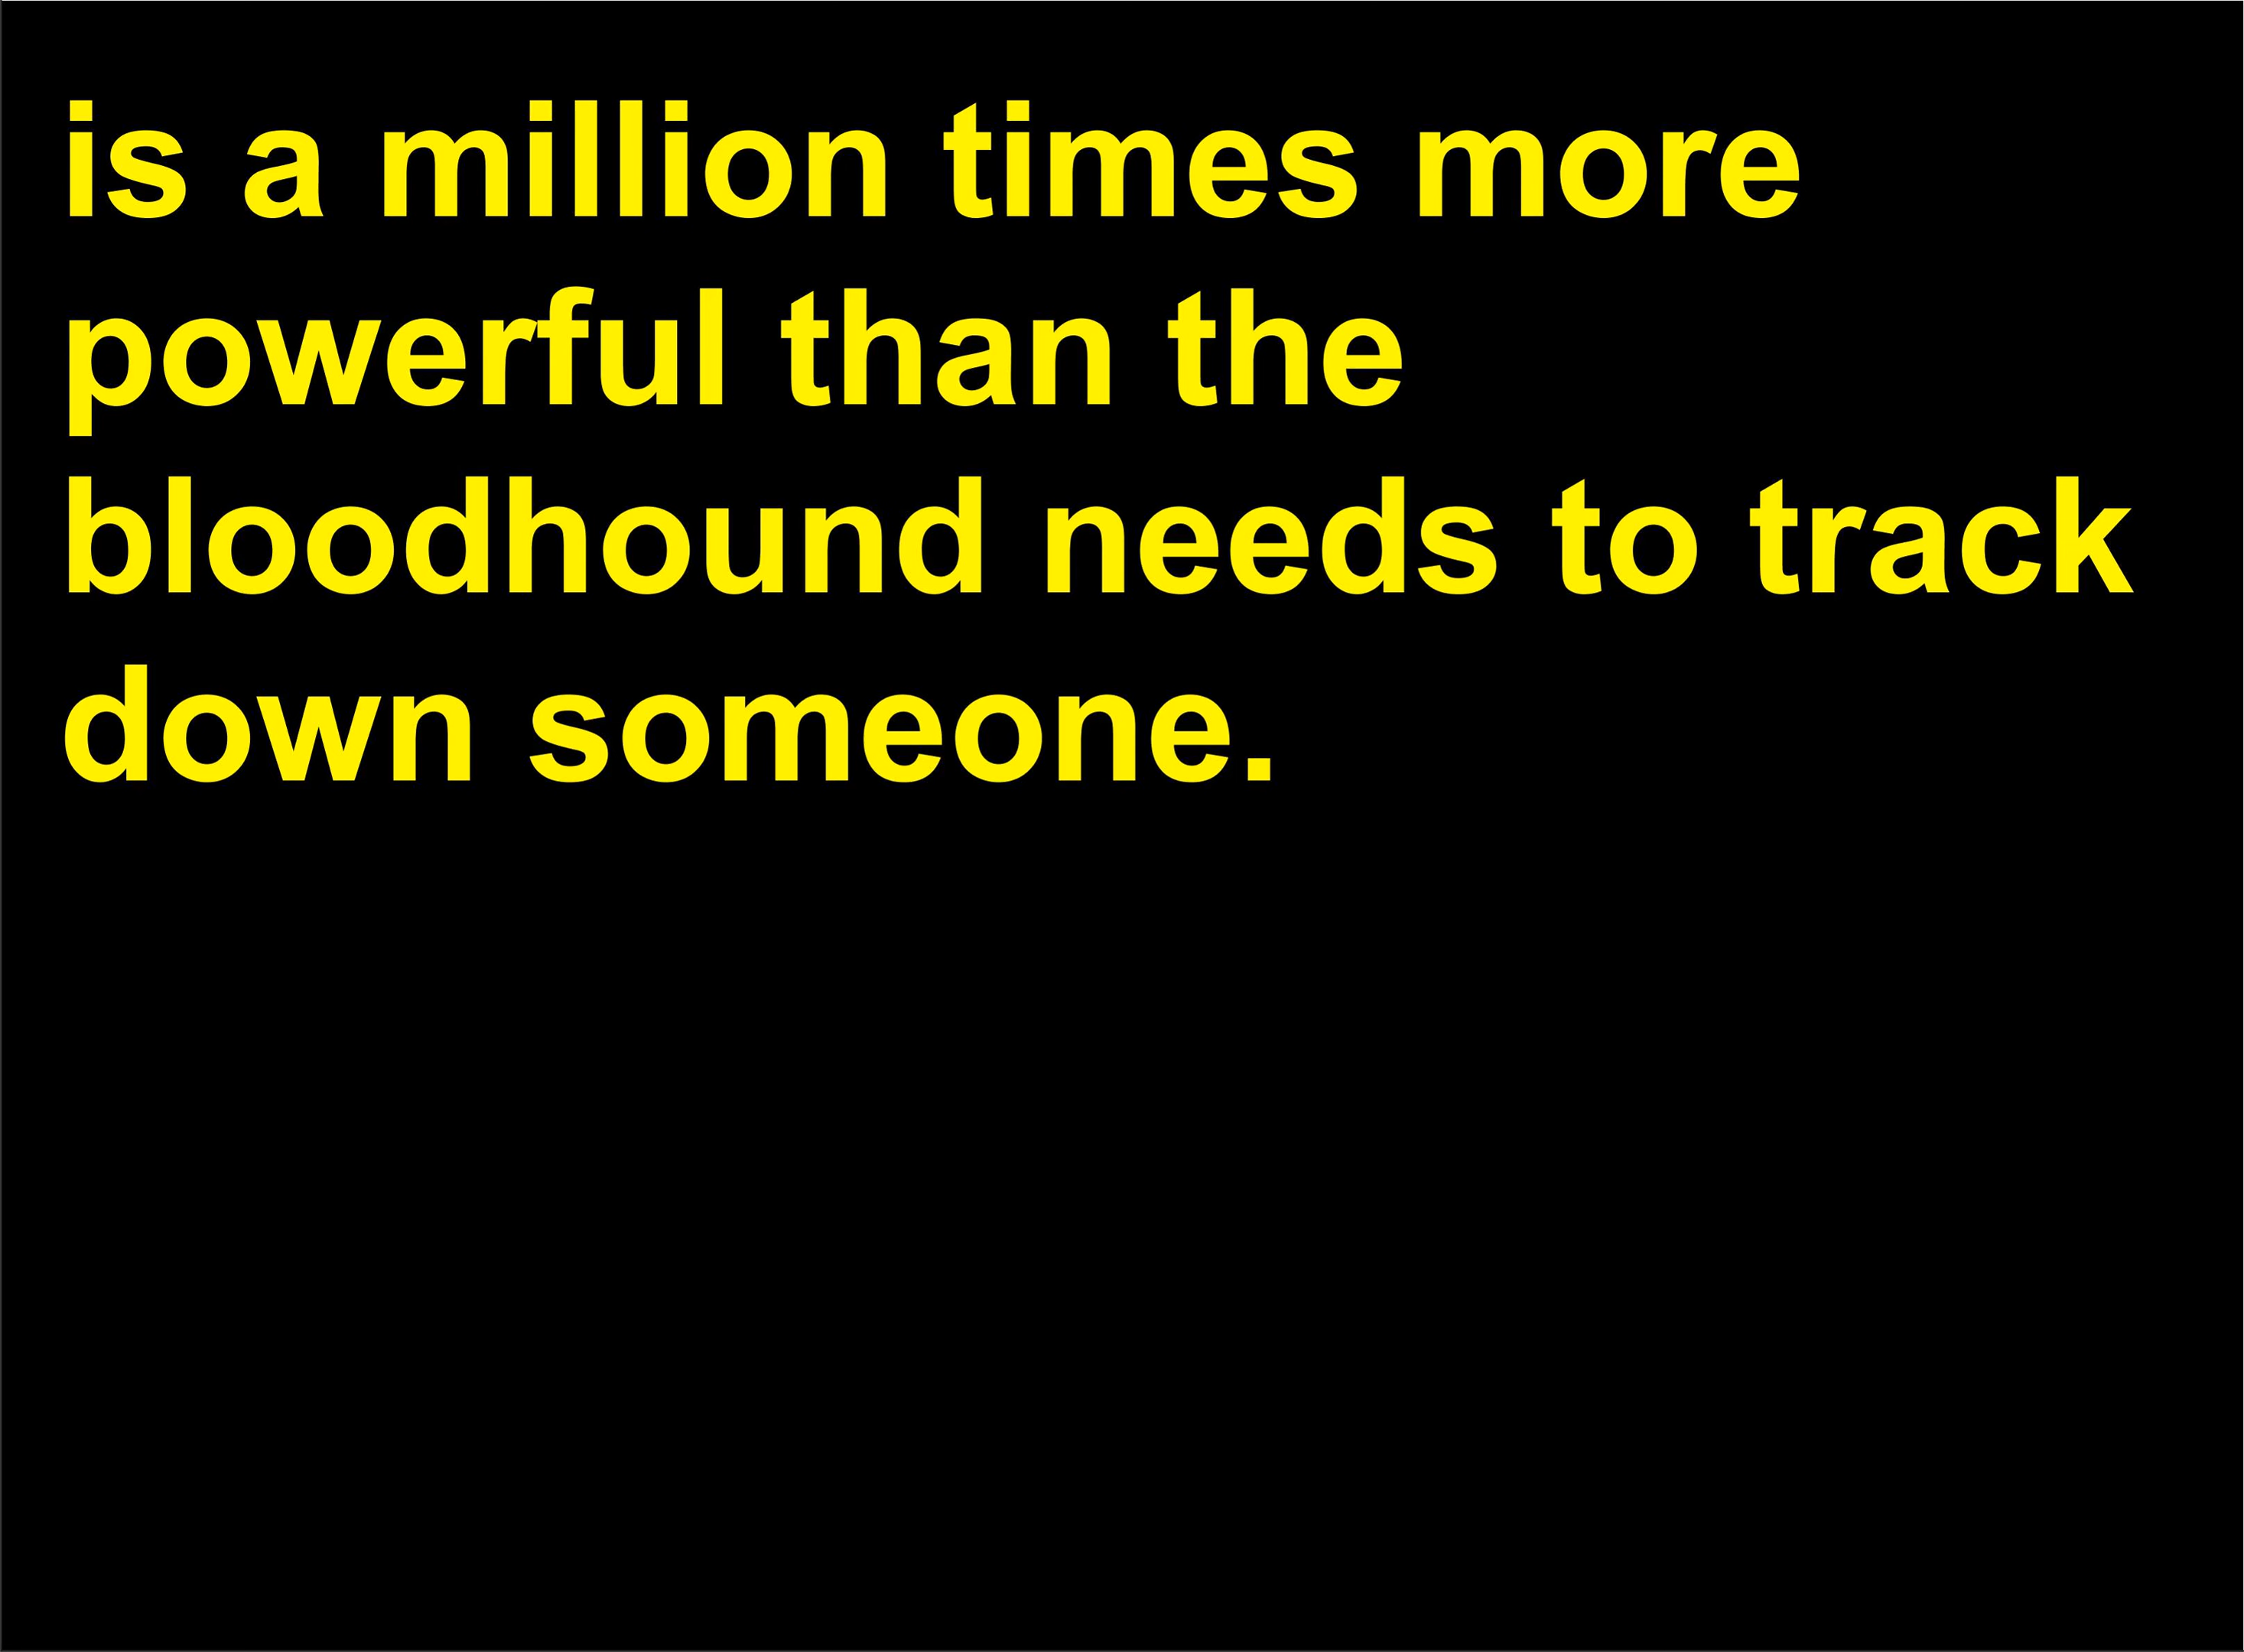 is a million times more
powerful than the
bloodhound needs to track
down someone.